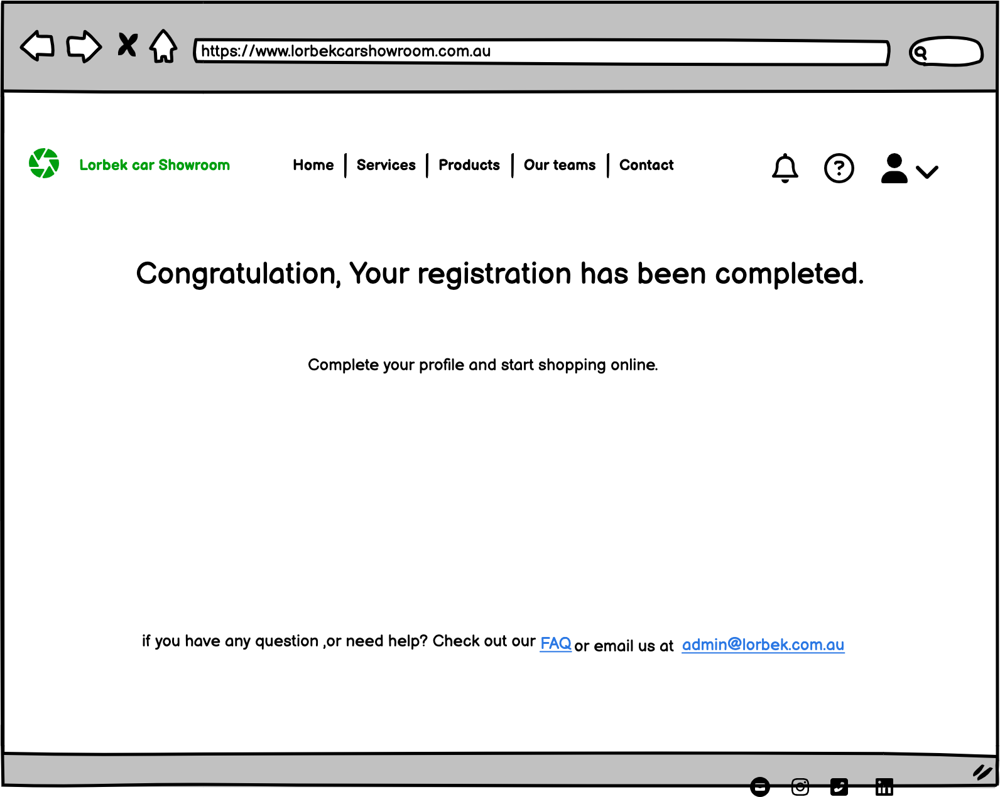 https://www.lorbekcarshowroom.com.au
Lorbek car Showroom Home Services Products Our teams Contact
Congratulation, Your registration has been completed.
Complete your profile and start shopping online.
if you have any question ,or need help? Check out our FAQ or email us at admin@lorbek.com.au